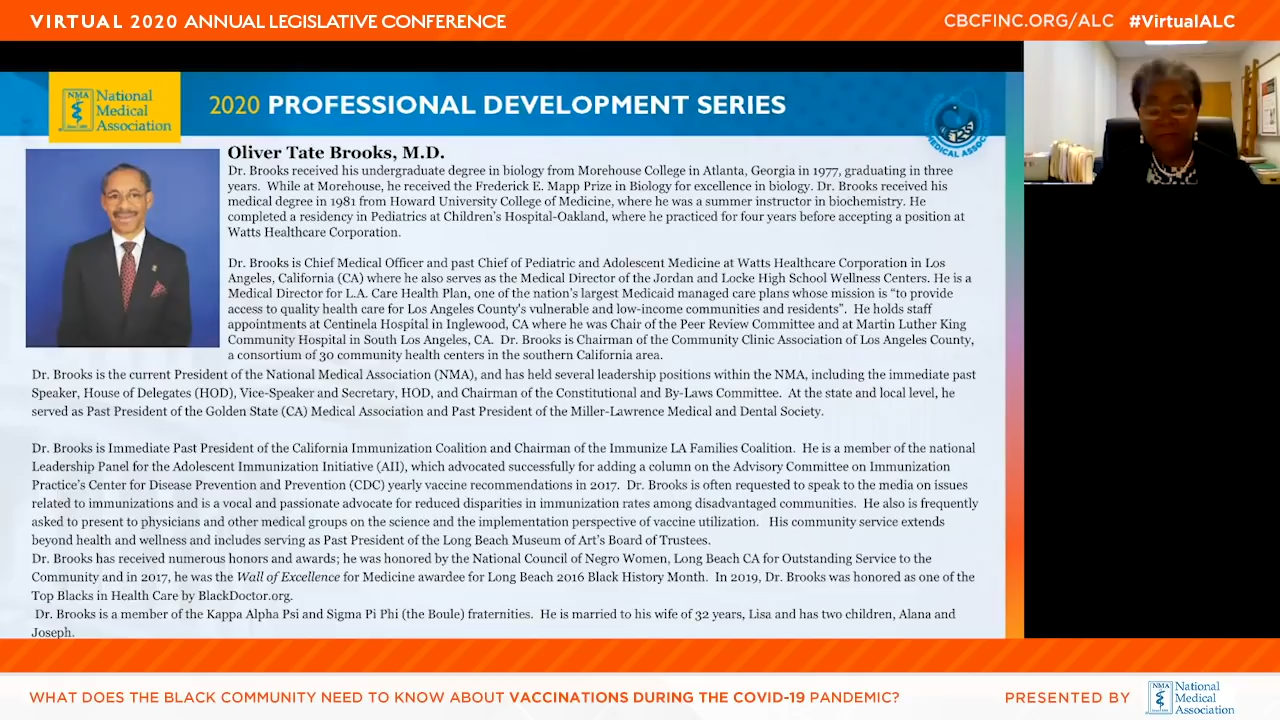 VIRTUAL 2020 ANNUAL LEGISLATIVE CONFERENCE
CBCFINC.ORG/ALC #VirtualALC
NMA
National
Medical
Association
2020 PROFESSIONAL DEVELOPMENT SERIES
Oliver Tate Brooks, M.D.
Dr. Brooks received his undergraduate degree in biology from Morehouse College in Atlanta, Georgia in 1977, graduating in three
years. While at Morehouse, he received the Frederick E. Mapp Prize in Biology for excellence in biology. Dr. Brooks received his
medical degree in 1981 from Howard University College of Medicine, where he was a summer instructor in biochemistry. He
completed a residency in Pediatrics at Children's Hospital-Oakland, where he practiced for four years before accepting a position at
Watts Healthcare Corporation.
Dr. Brooks is Chief Medical Officer and past Chief of Pediatric and Adolescent Medicine at Watts Healthcare Corporation in Los
Angeles, California (CA) where he also serves as the Medical Director of the Jordan and Locke High School Wellness Centers. He is a
Medical Director for L.A. Care Health Plan, one of the nation's largest Medicaid managed care plans whose mission is “to provide
access to quality health care for Los Angeles County's vulnerable and low-income communities and residents”. He holds staff
appointments at Centinela Hospital in Inglewood, CA where he was Chair of the Peer Review Committee and at Martin Luther King
Community Hospital in South Los Angeles, CA. Dr. Brooks is Chairman of the Community Clinic Association of Los Angeles County,
a consortium of 30 community health centers in the southern California area.
Dr. Brooks is the current President of the National Medical Association (NMA), and has held several leadership positions within the NMA, including the immediate past
Speaker, House of Delegates (HOD), Vice-Speaker and Secretary, HOD, and Chairman of the Constitutional and By-Laws Committee. At the state and local level, he
served as Past President of the Golden State (CA) Medical Association and Past President of the Miller-Lawrence Medical and Dental Society.
Dr. Brooks is Immediate Past President of the California Immunization Coalition and Chairman of the Immunize LA Families Coalition. He is a member of the national
Leadership Panel for the Adolescent Immunization Initiative (AII), which advocated successfully for adding a column on the Advisory Committee on Immunization
Practice's Center for Disease Prevention and Prevention (CDC) yearly vaccine recommendations in 2017. Dr. Brooks is often requested to speak to the media on issues
related to immunizations and is a vocal and passionate advocate for reduced disparities in immunization rates among disadvantaged communities. He also is frequently
asked to present to physicians and other medical groups on the science and the implementation perspective of vaccine utilization. His community service extends
beyond health and wellness and includes serving as Past President of the Long Beach Museum of Art's Board of Trustees.
Dr. Brooks has received numerous honors and awards; he was honored by the National Council of Negro Women, Long Beach CA for Outstanding Service to the
Community and in 2017, he was the Wall of Excellence for Medicine awardee for Long Beach 2016 Black History Month. In 2019, Dr. Brooks was honored as one of the
Top Blacks in Health Care by BlackDoctor.org.
Dr. Brooks is a member of the Kappa Alpha Psi and Sigma Pi Phi (the Boule) fraternities. He is married to his wife of 32 years, Lisa and has two children, Alana and
Joseph.
WHAT DOES THE BLACK COMMUNITY NEED TO KNOW ABOUT VACCINATIONS DURING THE COVID-19 PANDEMIC?
PRESENTED BY
NMA
National
Medical
Association